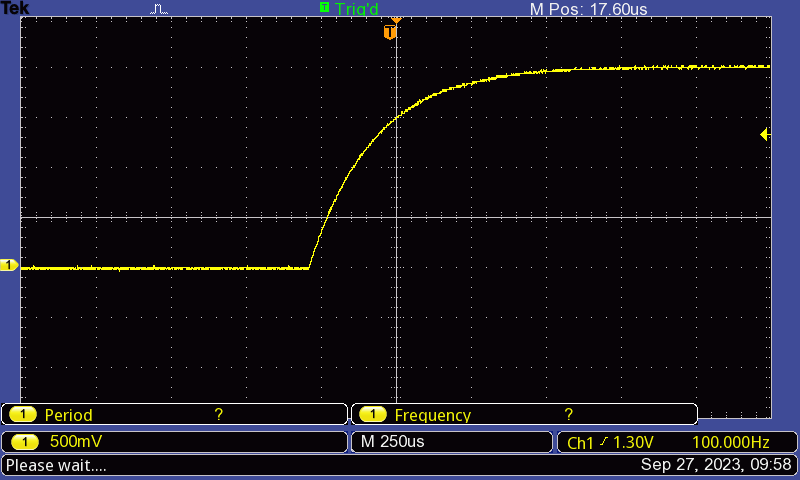 Tek T Trig'd M Pos: 17.60us
T
1
1 Period ? 1 Frequency ?
1 500mV M 250us Ch1 1.30V 100.000Hz
Please wait.... Sep 27, 2023, 09:58